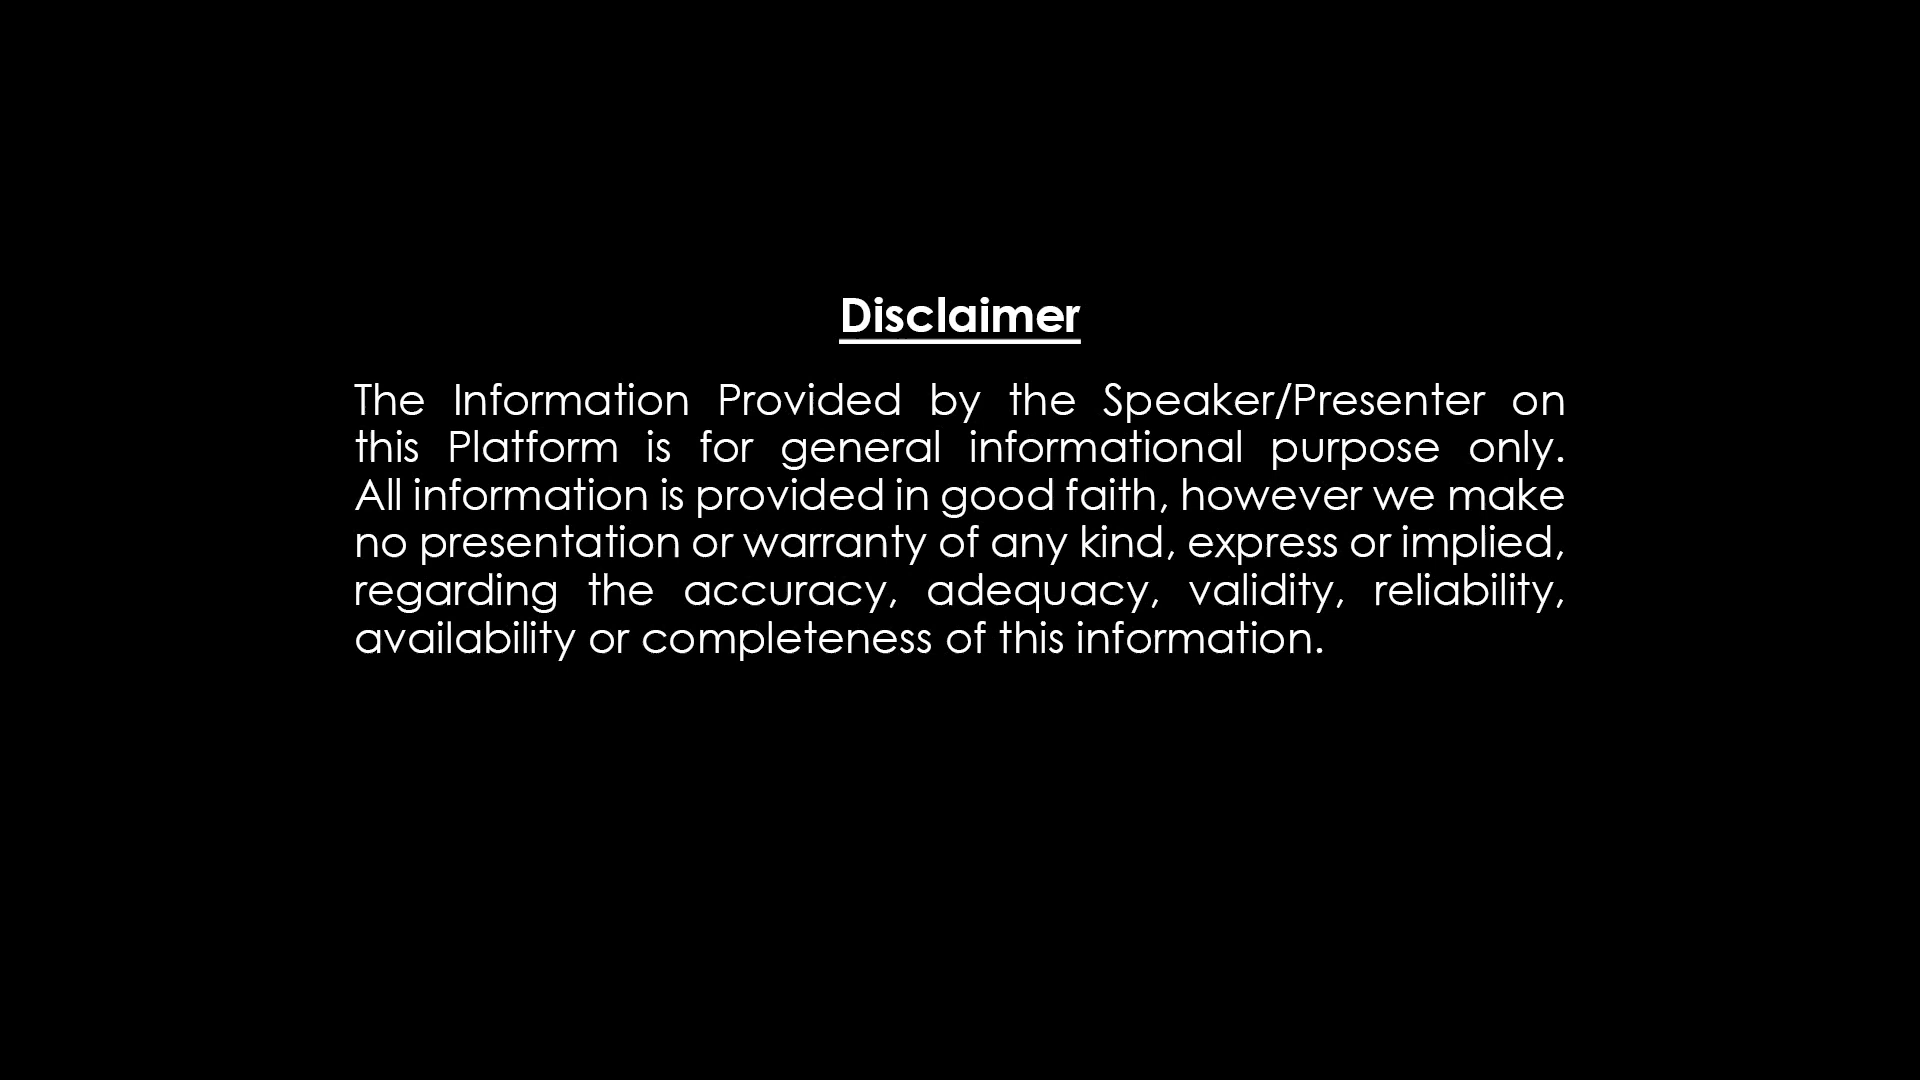 Disclaimer
The Information Provided by the Speaker/Presenter on
this Platform is for general informational purpose only.
All information is provided in good faith, however we make
no presentation or warranty of any kind, express or implied,
regarding the accuracy, adequacy, validity, reliability,
availability or completeness of this information.